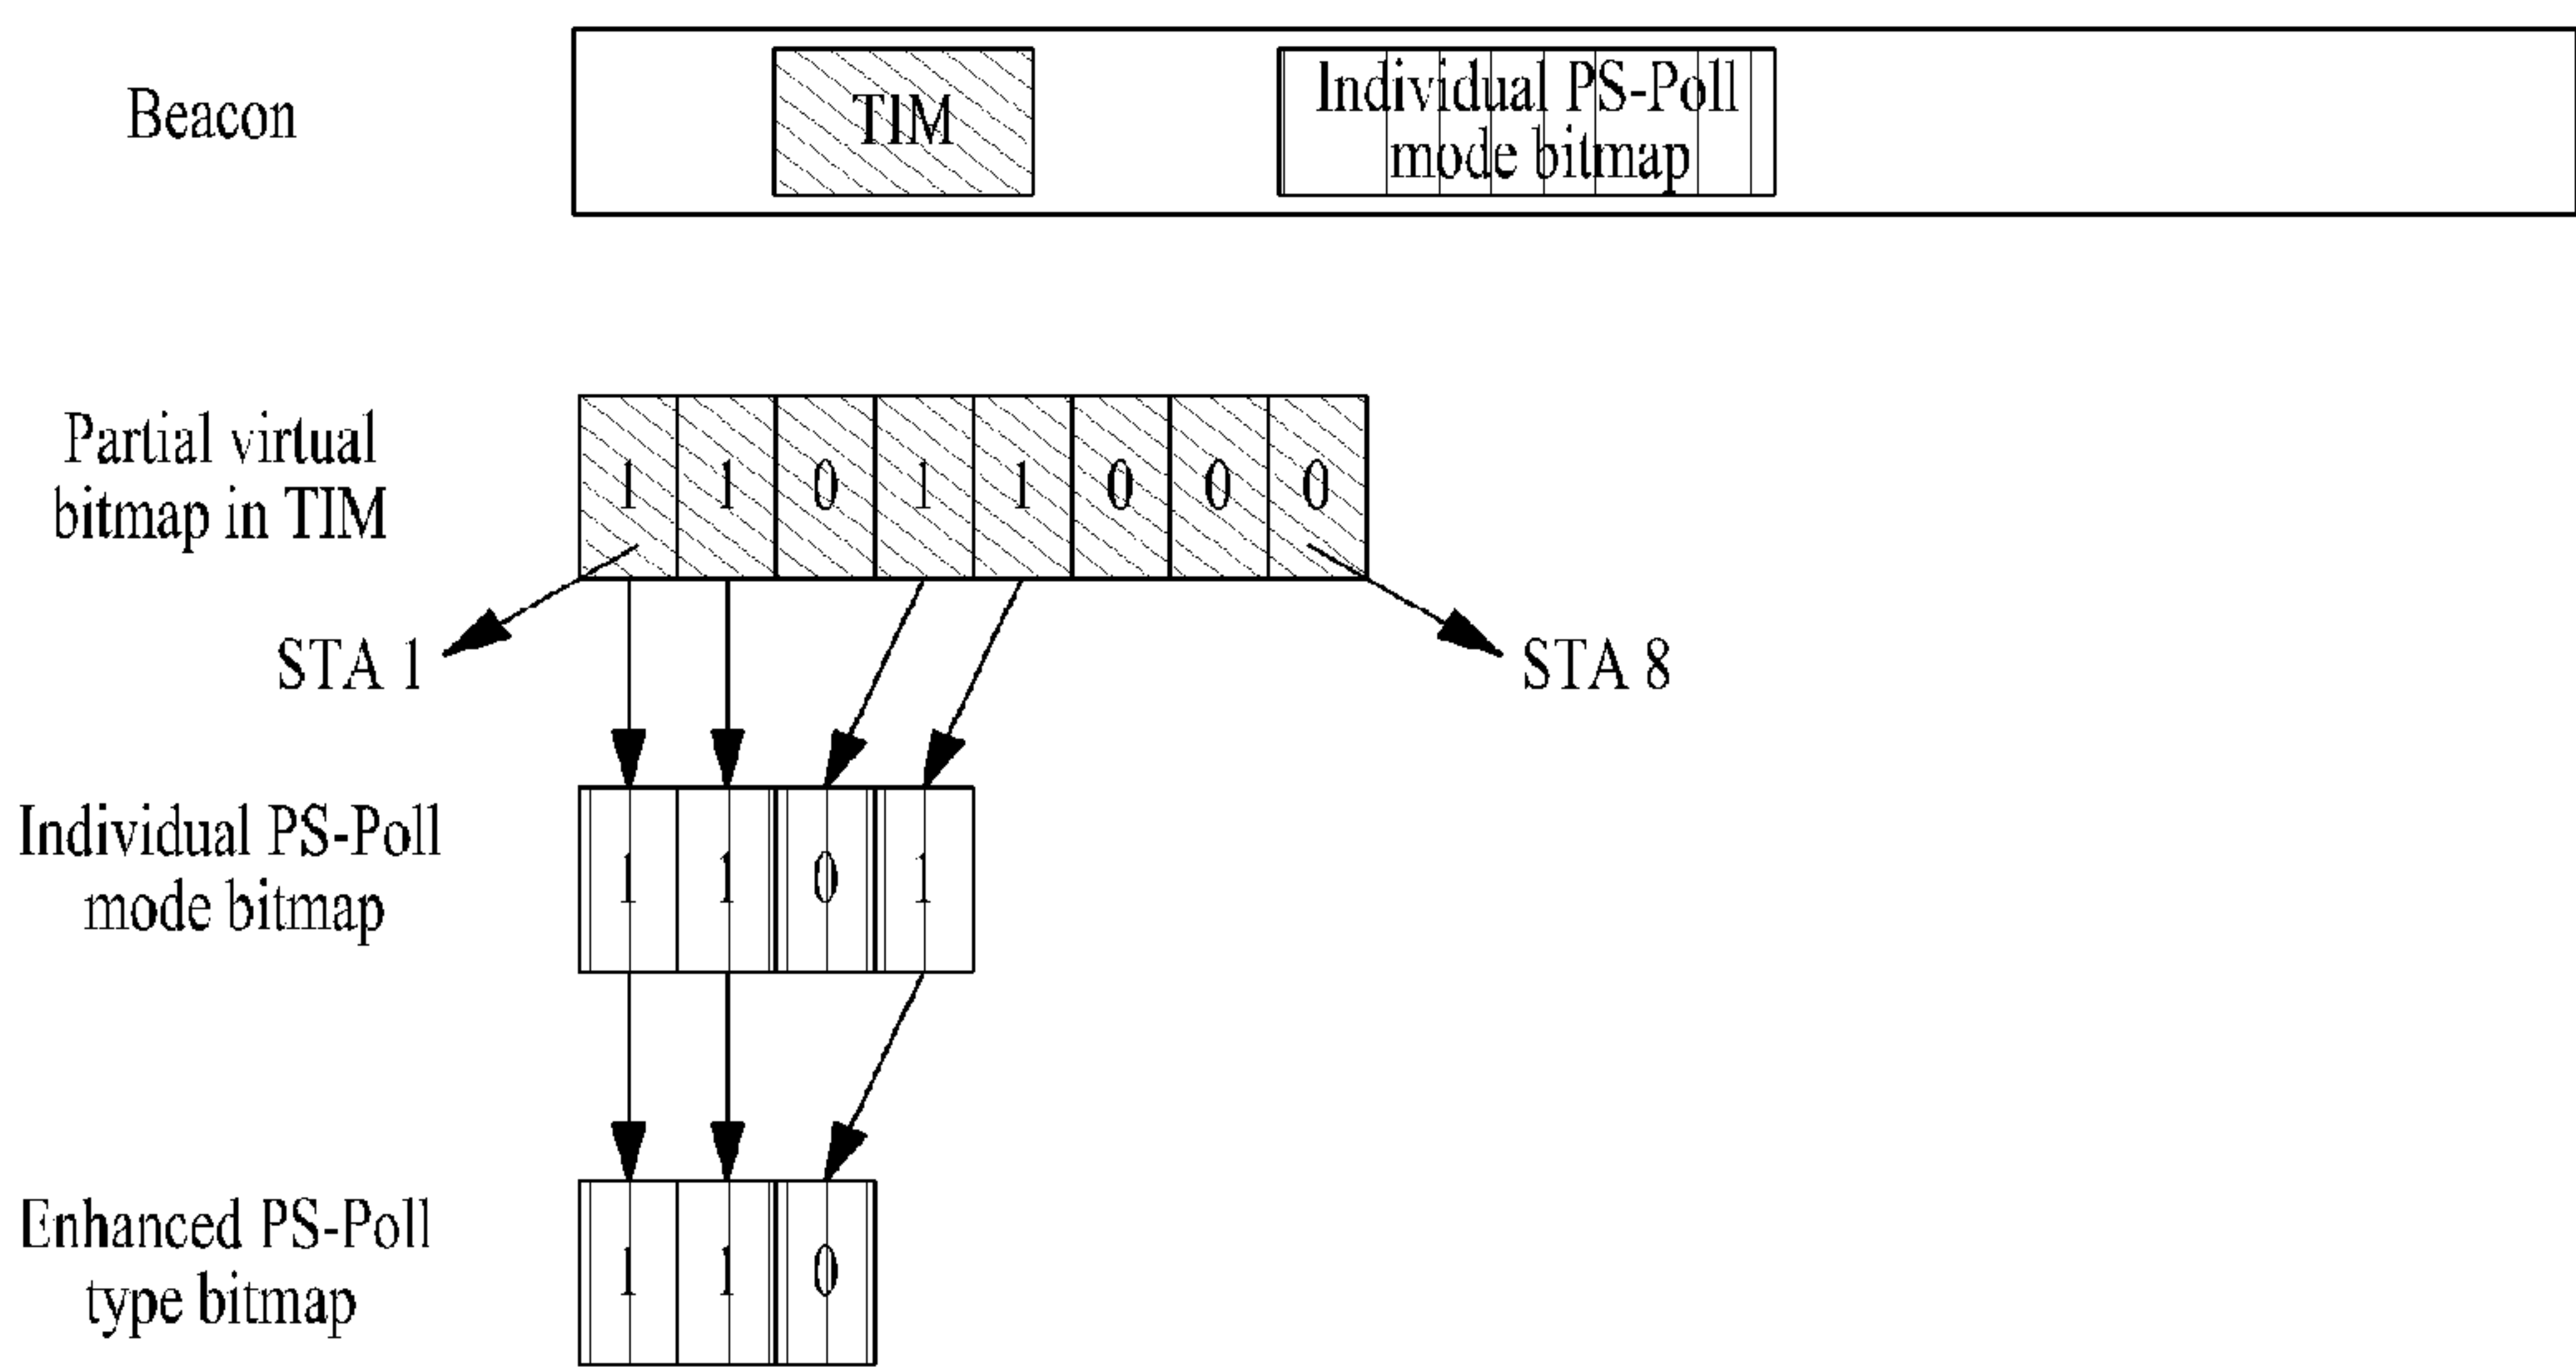 Beacon
TIM
Individual PS-Poll
mode bitmap
Partial virtual
bitmap in TIM
1 1 0 1 1 0 0 0
STA 1
STA 8
Individual PS-Poll
mode bitmap
1 1 0 1
Enhanced PS-Poll
type bitmap
1 1 0